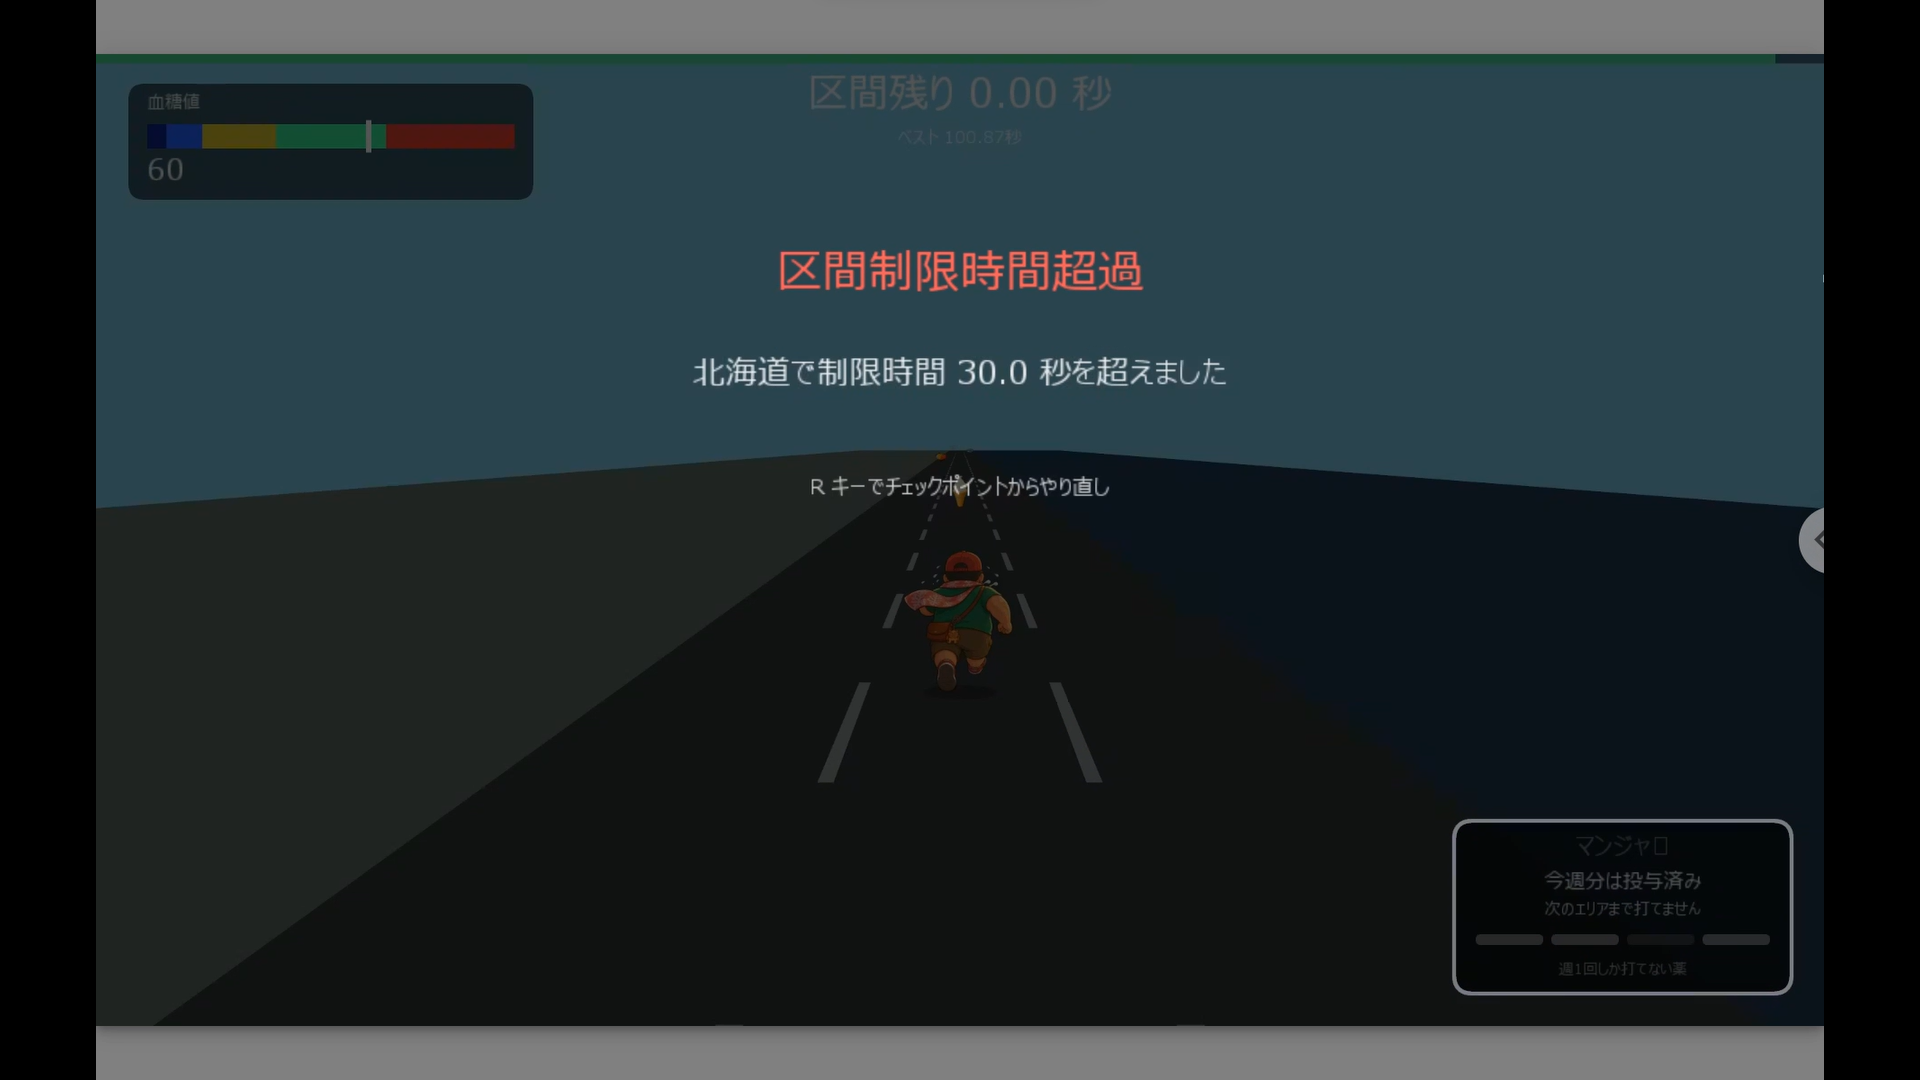 血糖値
60
区間残り 0.00 秒
ベスト 100.87秒
区間制限時間超過
北海道で制限時間 30.0 秒を超えました
R キーでチェックポイントからやり直し
マンジャ
今週分は投与済み
次のエリアまで打てません
週1回しか打てない薬